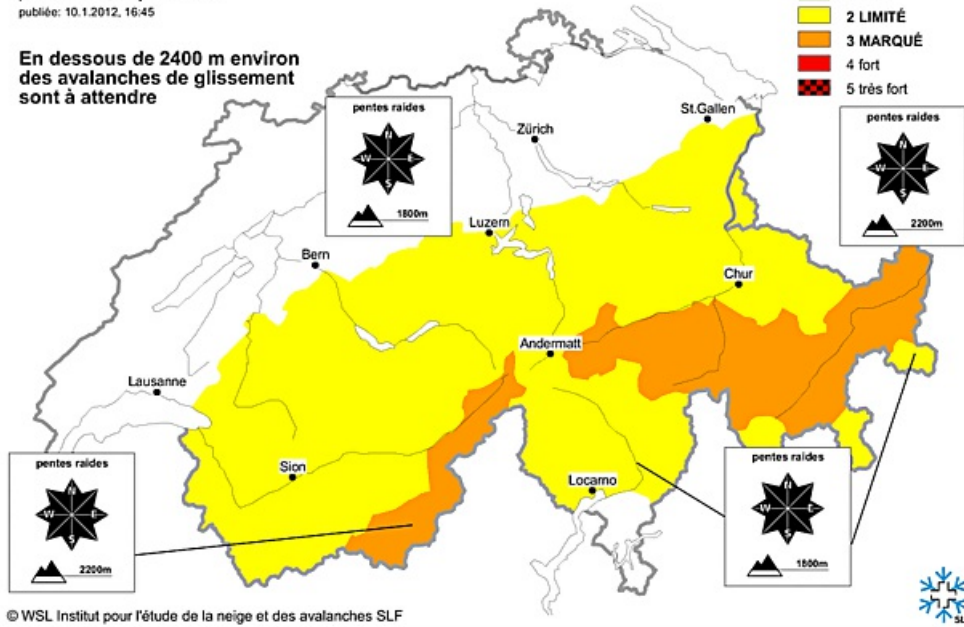 publiée: 10.1.2012, 16:45
2 LIMITÉ
3 MARQUÉ
4 fort
5 très fort
En dessous de 2400 m environ
des avalanches de glissement
sont à attendre
pentes raides
N
W E
S
1800m
Zürich
St.Gallen
pentes raides
N
W E
S
2200m
Luzern
Bern
Chur
Andermatt
Lausanne
pentes raides
N
W E
S
2200m
Sion
Locarno
pentes raides
N
W E
S
1800m
© WSL Institut pour l'étude de la neige et des avalanches SLF
SLF